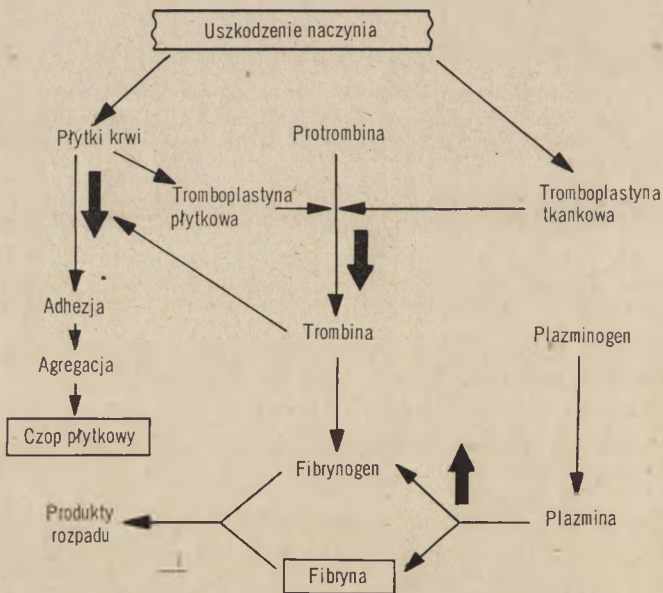 Uszkodzenie naczynia
Płytki krwi
Protrombina
Tromboplastyna
płytkowa
Tromboplastyna
tkankowa
Adhezja
Trombina
Plazminogen
Agregacja
Czop płytkowy
Fibrynogen
Produkty
rozpadu
Plazmina
Fibryna